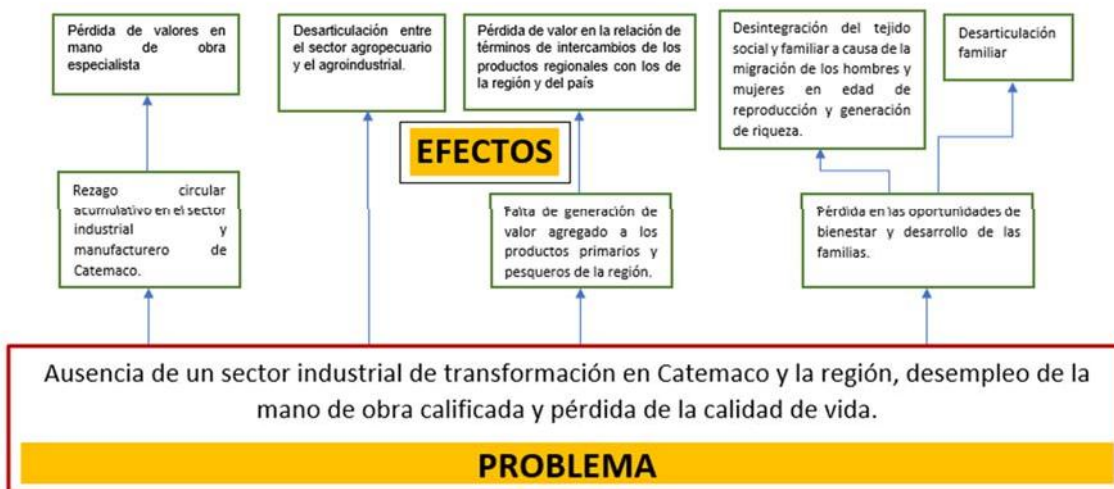 Pérdida de valores en
mano de obra
especialista
Desarticulación entre
el sector agropecuario
y el agroindustrial.
Pérdida de valor en la relación de
términos de intercambios de los
productos regionales con los de
la región y del país
Desintegración del tejido
social y familiar a causa de la
migración de los hombres y
mujeres en edad de
reproducción y generación
de riqueza.
Desarticulación
familiar
EFECTOS
Rezago circular
acumulativo en el sector
industrial y
manufacturero de
Catemaco.
Falta de generación de
valor agregado a los
productos primarios y
pesqueros de la región.
Pérdida en las oportunidades de
bienestar y desarrollo de las
familias.
Ausencia de un sector industrial de transformación en Catemaco y la región, desempleo de la
mano de obra calificada y pérdida de la calidad de vida.
PROBLEMA